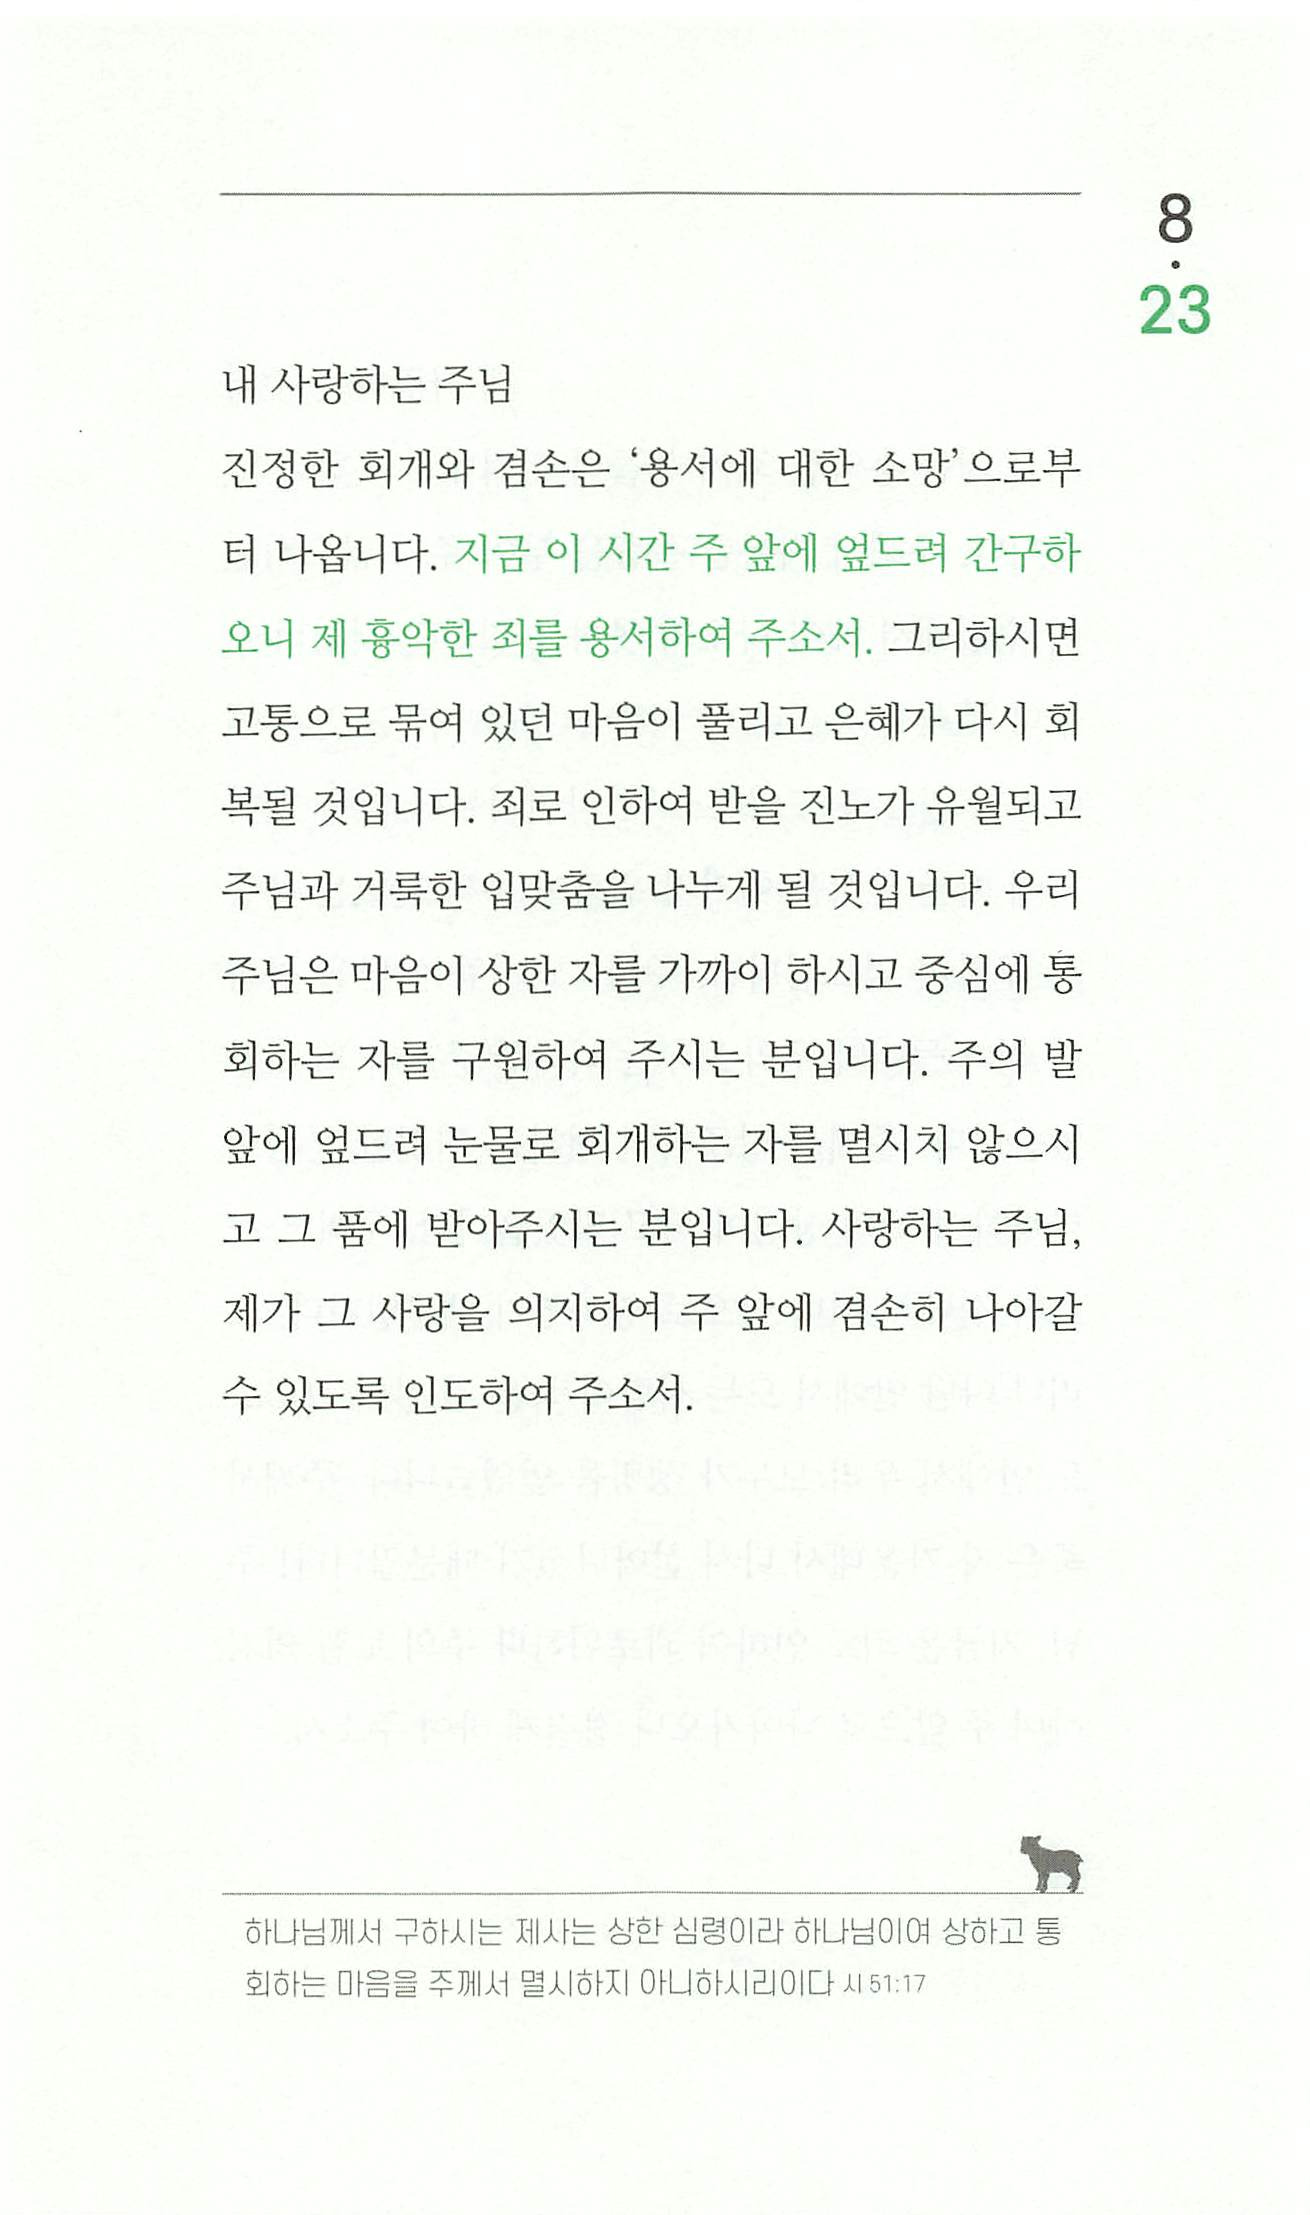 8
·
23
내 사랑하는 주님
진정한 회개와 겸손은 ‘용서에 대한 소망’으로부
터 나옵니다. 지금 이 시간 주 앞에 엎드려 간구하
오니 제 흉악한 죄를 용서하여 주소서. 그리하시면
고통으로 묶여 있던 마음이 풀리고 은혜가 다시 회
복될 것입니다. 죄로 인하여 받을 진노가 유월되고
주님과 거룩한 입맞춤을 나누게 될 것입니다. 우리
주님은 마음이 상한 자를 가까이 하시고 중심에 통
회하는 자를 구원하여 주시는 분입니다. 주의 발
앞에 엎드려 눈물로 회개하는 자를 멸시치 않으시
고 그 품에 받아주시는 분입니다. 사랑하는 주님,
제가 그 사랑을 의지하여 주 앞에 겸손히 나아갈
수 있도록 인도하여 주소서.
하나님께서 구하시는 제사는 상한 심령이라 하나님이여 상하고 통
회하는 마음을 주께서 멸시하지 아니하시리이다 시 51:17